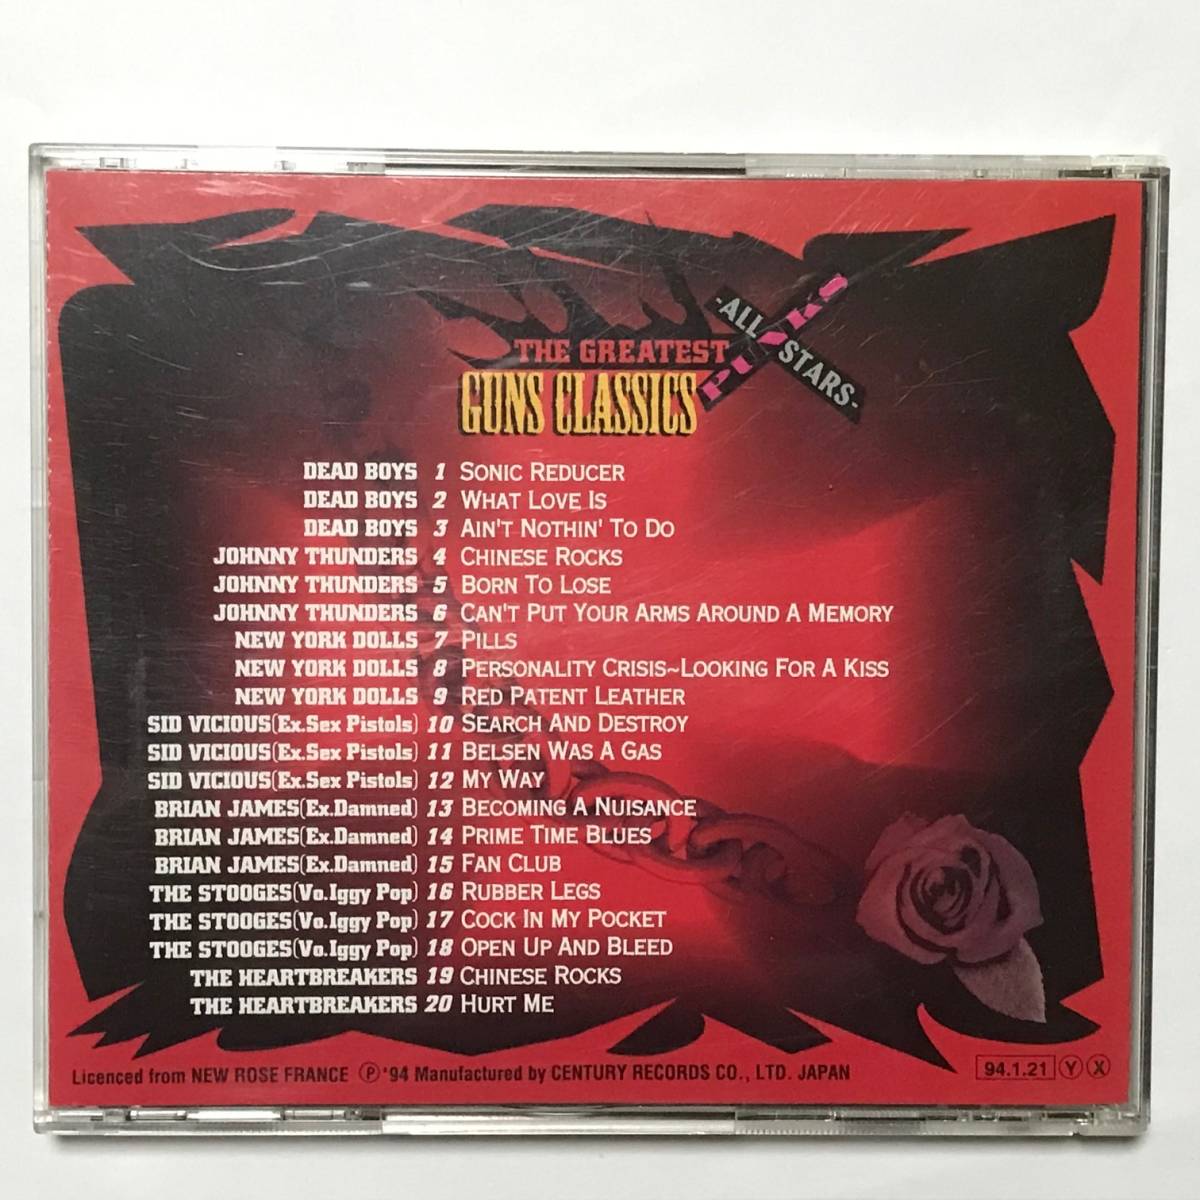 THE GREATEST
GUNS CLASSICS
PUNKS
-ALL STARS-
DEAD BOYS 1 SONIC REDUCER
DEAD BOYS 2 WHAT LOVE IS
DEAD BOYS 3 AIN'T NOTHIN' TO DO
JOHNNY THUNDERS 4 CHINESE ROCKS
JOHNNY THUNDERS 5 BORN TO LOSE
JOHNNY THUNDERS 6 CAN'T PUT YOUR ARMS AROUND A MEMORY
NEW YORK DOLLS 7 PILLS
NEW YORK DOLLS 8 PERSONALITY CRISIS~LOOKING FOR A KISS
NEW YORK DOLLS 9 RED PATENT LEATHER
SID VICIOUS(Ex.Sex Pistols) 10 SEARCH AND DESTROY
SID VICIOUS(Ex.Sex Pistols) 11 BELSEN WAS A GAS
SID VICIOUS(Ex.Sex Pistols) 12 MY WAY
BRIAN JAMES(Ex.Damned) 13 BECOMING A NUISANCE
BRIAN JAMES(Ex.Damned) 14 PRIME TIME BLUES
BRIAN JAMES(Ex.Damned) 15 FAN CLUB
THE STOOGES(Vo.Iggy Pop) 16 RUBBER LEGS
THE STOOGES(Vo.Iggy Pop) 17 COCK IN MY POCKET
THE STOOGES(Vo.Iggy Pop) 18 OPEN UP AND BLEED
THE HEARTBREAKERS 19 CHINESE ROCKS
THE HEARTBREAKERS 20 HURT ME
Licenced from NEW ROSE FRANCE Ⓟ'94 Manufactured by CENTURY RECORDS CO., LTD. JAPAN
94.1.21 Ⓨ Ⓧ